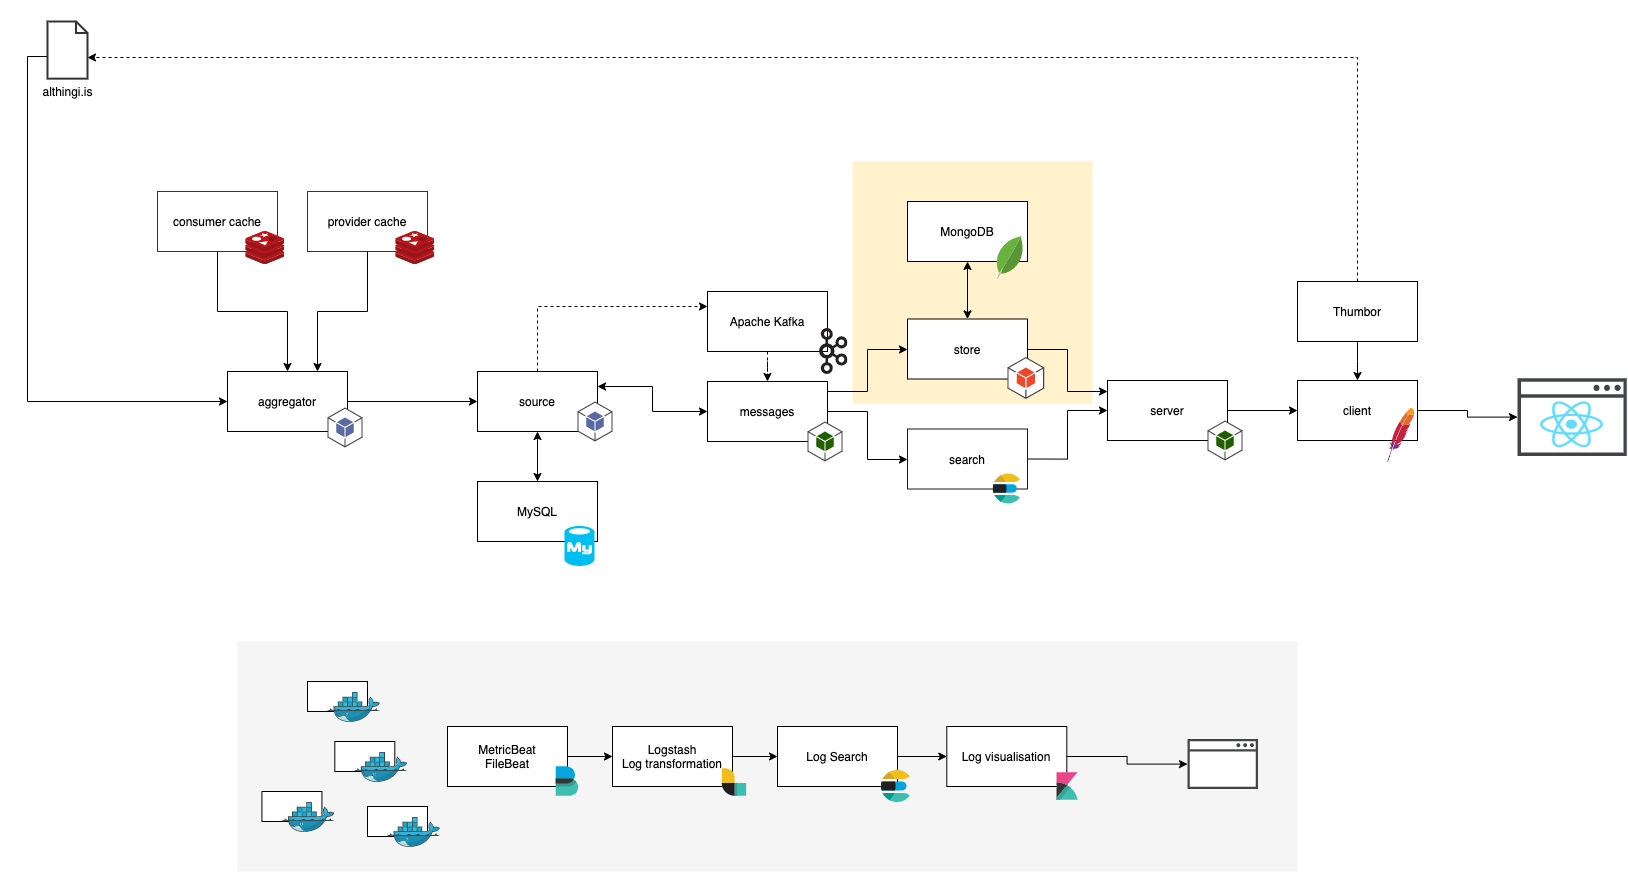 althingi.is
consumer cache
provider cache
MongoDB
Apache Kafka
Thumbor
store
aggregator
source
messages
server
client
search
MySQL
My
MetricBeat
FileBeat
Logstash
Log transformation
Log Search
Log visualisation